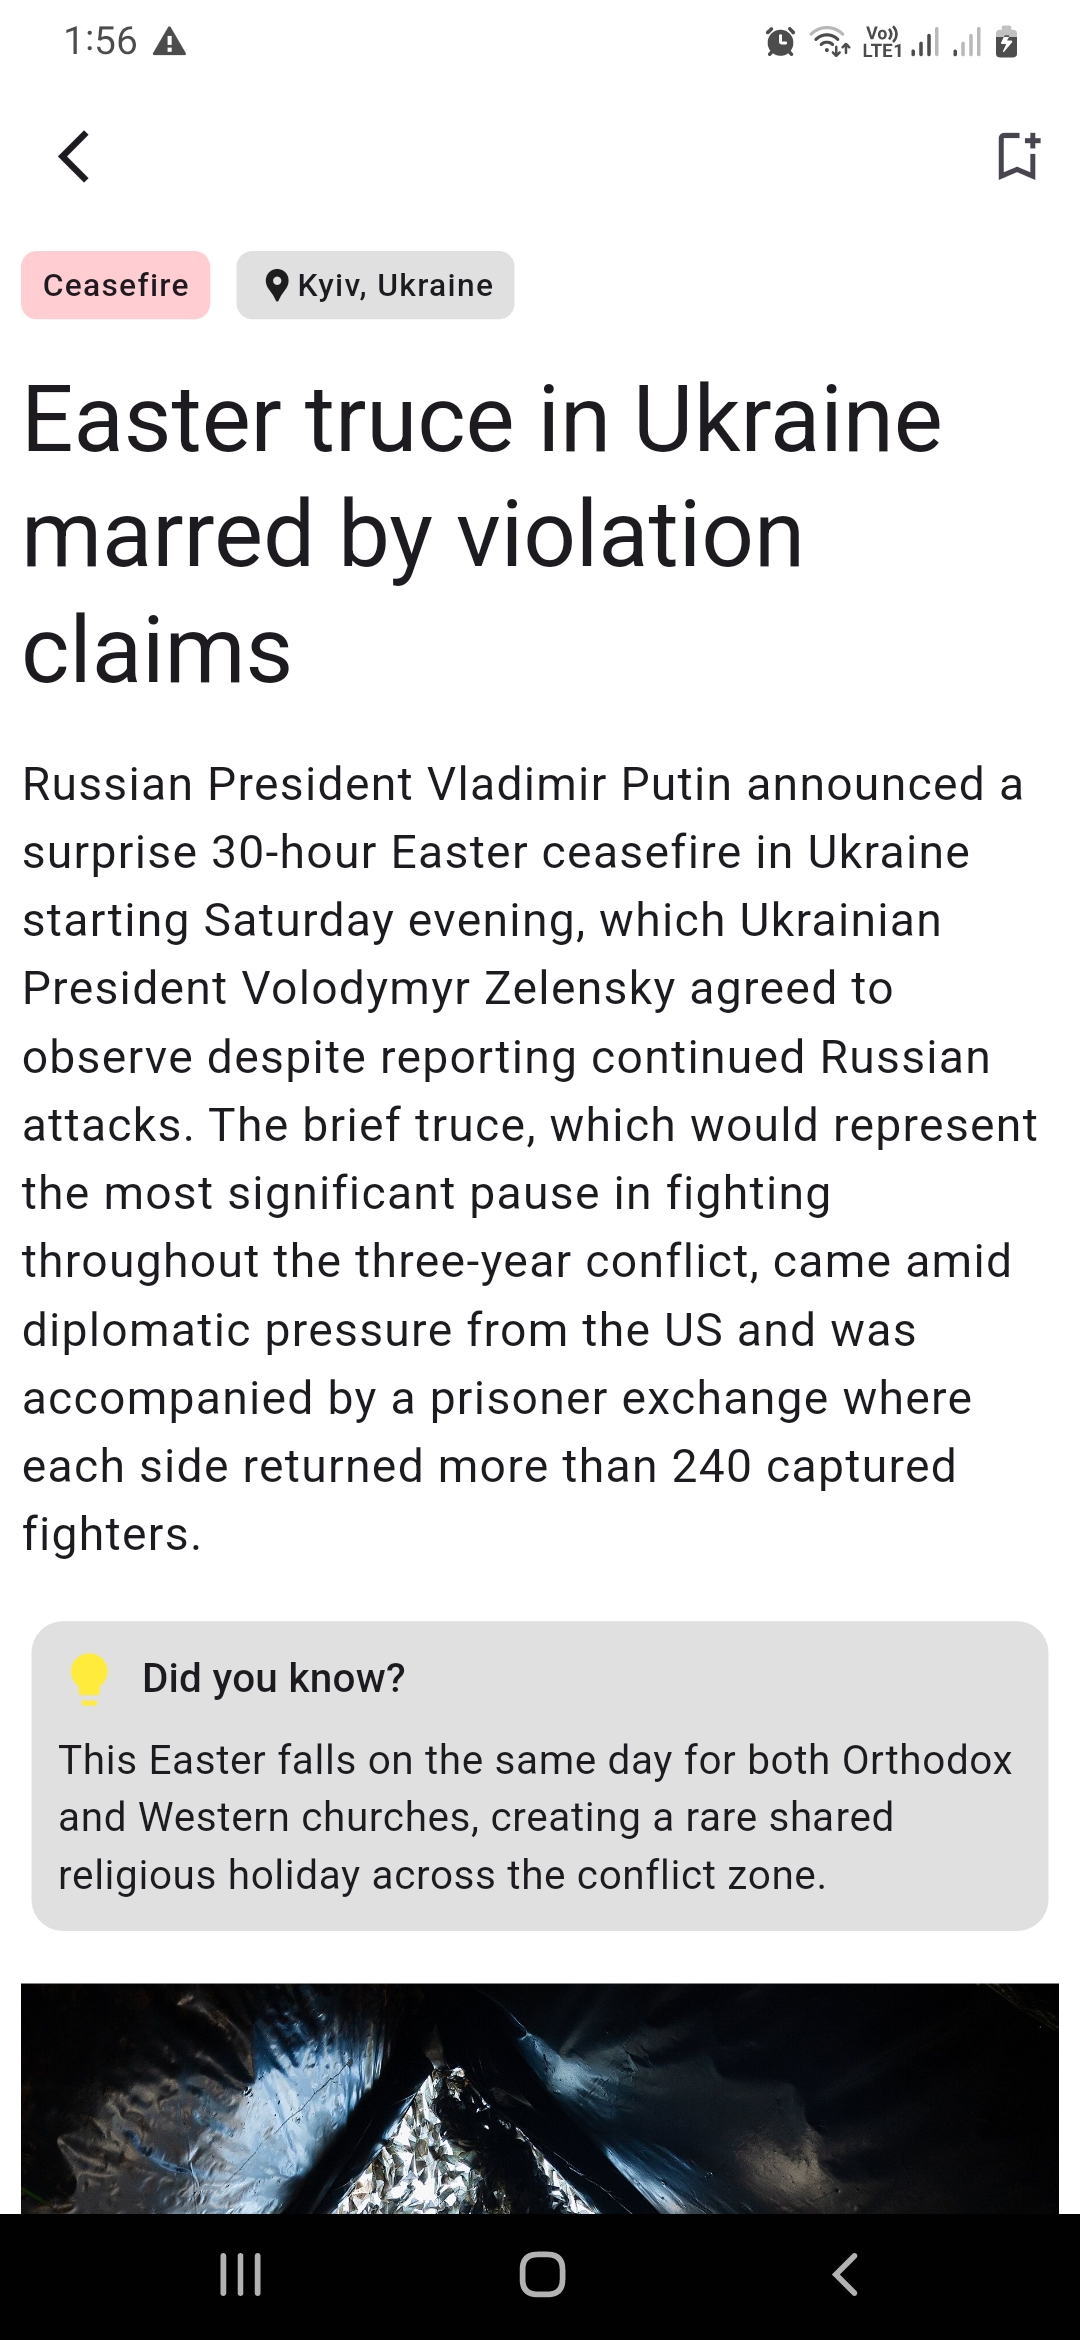 1:56
Vo))
LTE1
Ceasefire
Kyiv, Ukraine
Easter truce in Ukraine
marred by violation
claims
Russian President Vladimir Putin announced a
surprise 30-hour Easter ceasefire in Ukraine
starting Saturday evening, which Ukrainian
President Volodymyr Zelensky agreed to
observe despite reporting continued Russian
attacks. The brief truce, which would represent
the most significant pause in fighting
throughout the three-year conflict, came amid
diplomatic pressure from the US and was
accompanied by a prisoner exchange where
each side returned more than 240 captured
fighters.
Did you know?
This Easter falls on the same day for both Orthodox
and Western churches, creating a rare shared
religious holiday across the conflict zone.